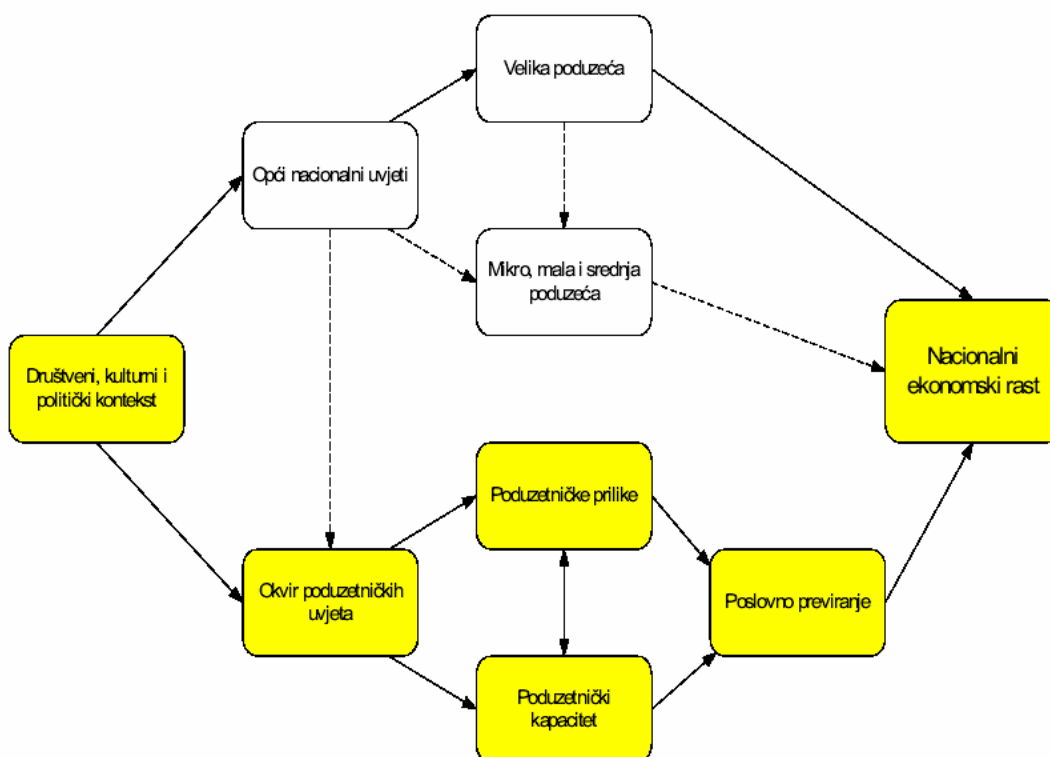 Velika poduzeća
Opći nacionalni uvjeti
Mikro, mala i srednja
poduzeća
Društveni, kulturni i
politički kontekst
Nacionalni
ekonomski rast
Poduzetničke prilike
Okvir poduzetničkih
uvjeta
Poslovno previranje
Poduzetnički
kapacitet